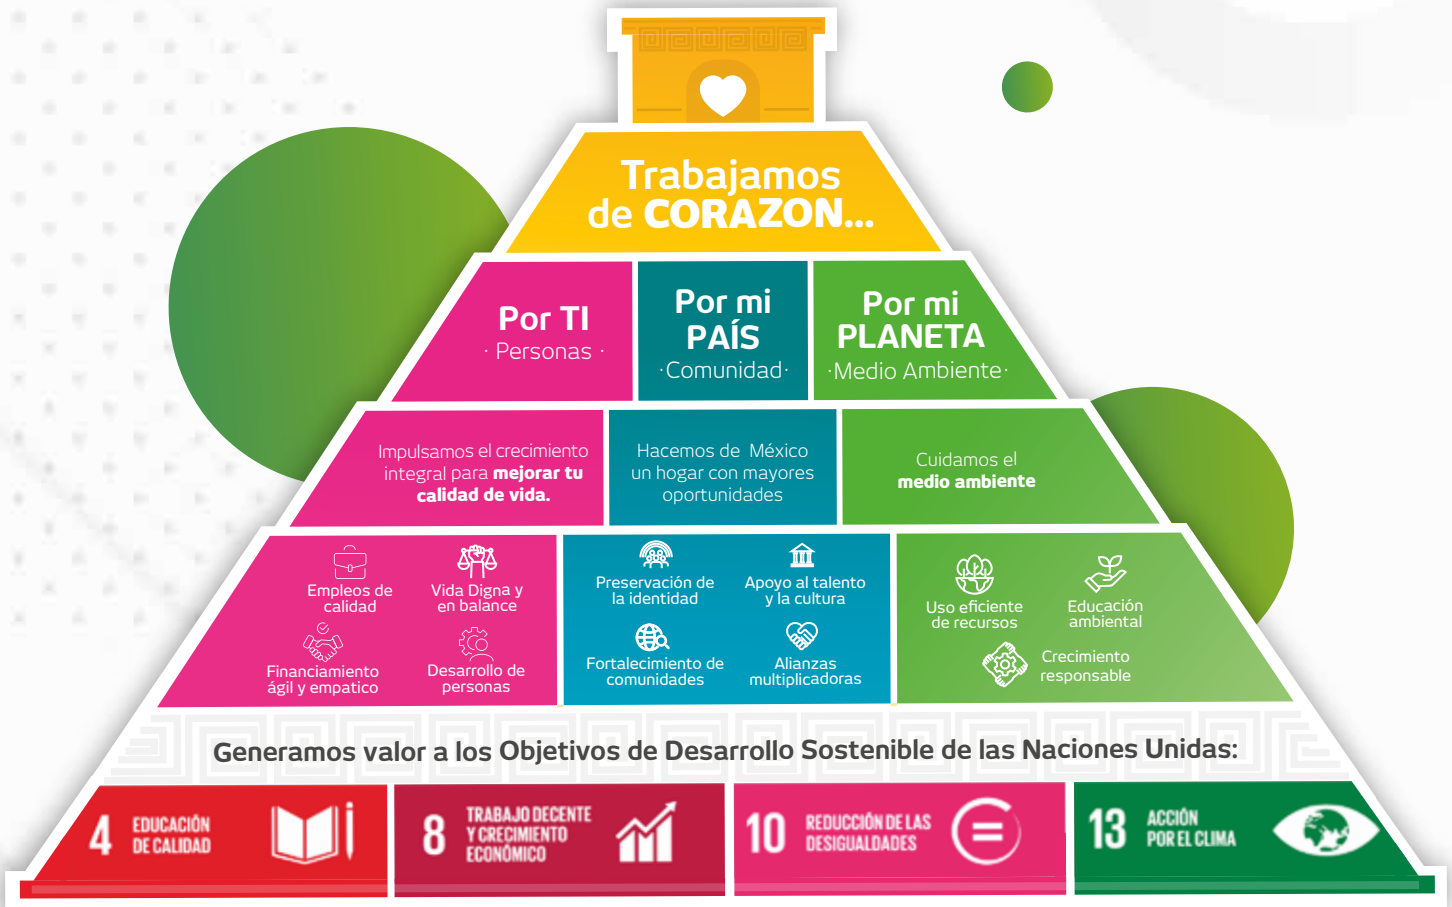 Trabajamos
de CORAZON...
Por TI
· Personas ·
Por mi
PAÍS
·Comunidad·
Por mi
PLANETA
·Medio Ambiente·
Impulsamos el crecimiento
integral para mejorar tu
calidad de vida.
Hacemos de México
un hogar con mayores
oportunidades
Cuidamos el
medio ambiente
Empleos de
calidad
Vida Digna y
en balance
Financiamiento
ágil y empatico
Desarrollo de
personas
Preservación de
la identidad
Apoyo al talento
y la cultura
Fortalecimiento de
comunidades
Alianzas
multiplicadoras
Uso eficiente
de recursos
Educación
ambiental
Crecimiento
responsable
Generamos valor a los Objetivos de Desarrollo Sostenible de las Naciones Unidas:
4 EDUCACIÓN
DE CALIDAD
8 TRABAJO DECENTE
Y CRECIMIENTO
ECONÓMICO
10 REDUCCIÓN DE LAS
DESIGUALDADES
13 ACCIÓN
POR EL CLIMA